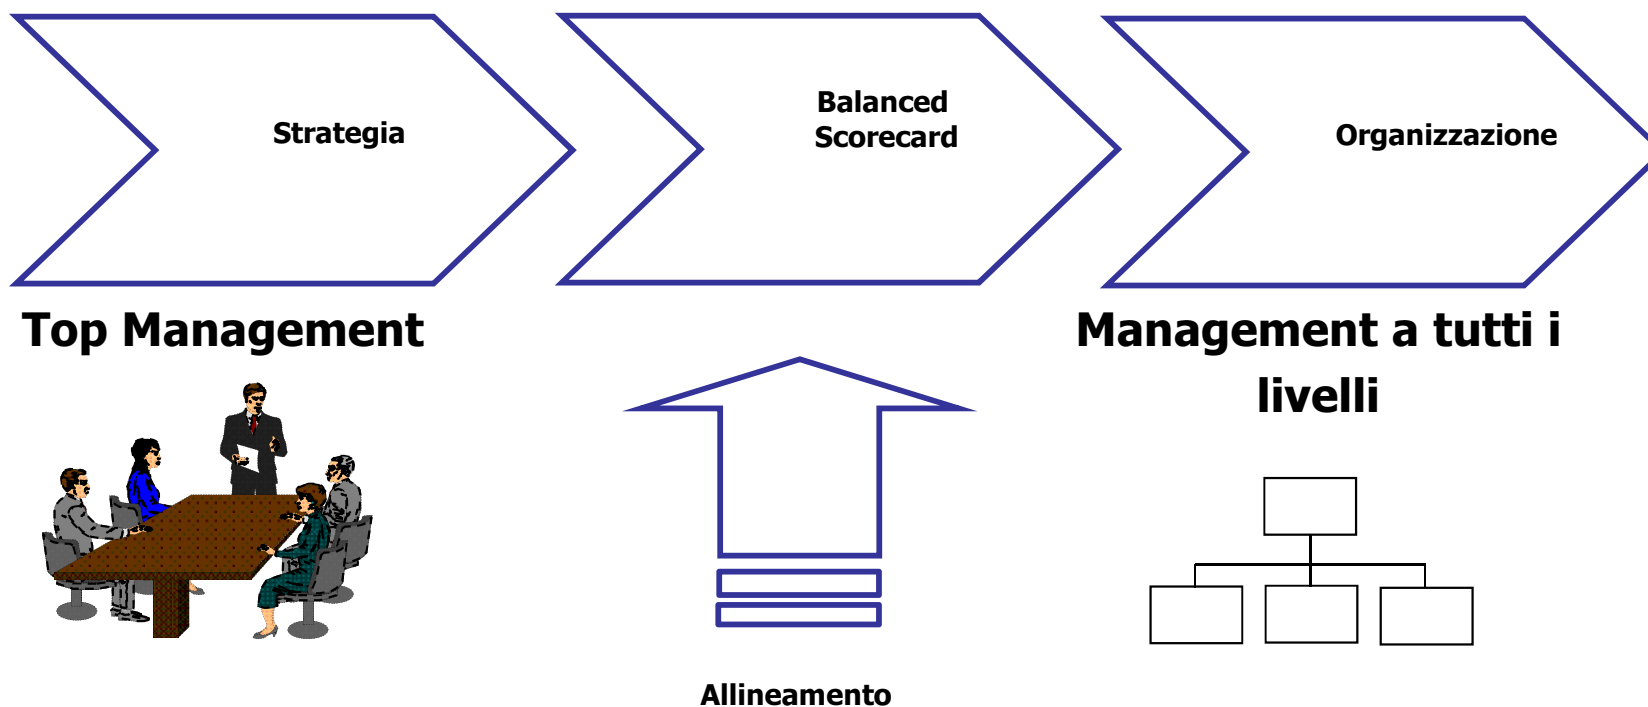 Strategia
Balanced
Scorecard
Organizzazione
Top Management
Management a tutti i
livelli
Allineamento